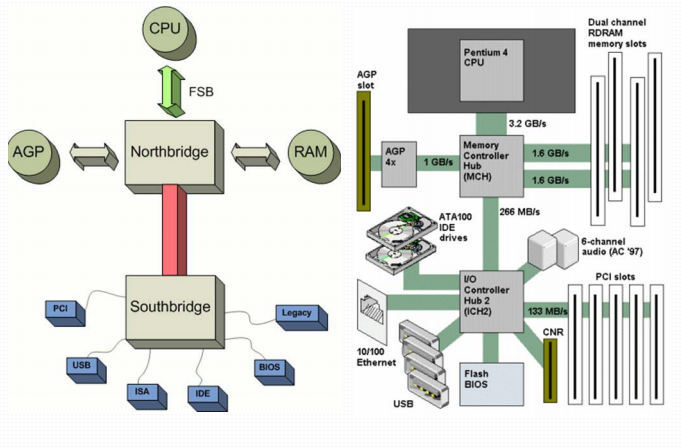 CPU
FSB
AGP
Northbridge
RAM
Southbridge
PCI
Legacy
USB
BIOS
ISA
IDE
Dual channel
RDRAM
memory slots
Pentium 4
CPU
AGP
slot
3.2 GB/s
AGP
4x
1 GB/s
Memory
Controller
Hub
(MCH)
1.6 GB/s
1.6 GB/s
266 MB/s
ATA100
IDE
drives
6-channel
audio (AC '97)
I/O
Controller
Hub 2
(ICH2)
PCI slots
133 MB/s
CNR
10/100
Ethernet
Flash
BIOS
USB